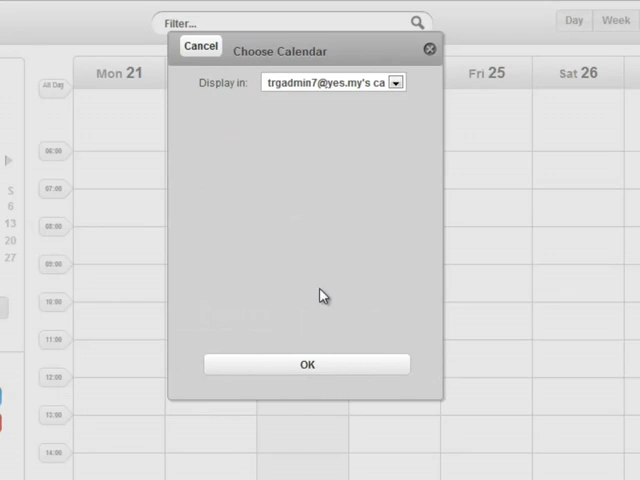 Filter...
Day Week
Cancel Choose Calendar
Display in: trgadmin7@yes.my's ca
Mon 21 Fri 25 Sat 26
All Day
06:00
07:00
08:00
09:00
10:00
11:00
12:00
13:00
14:00
S
6
13
20
27
OK